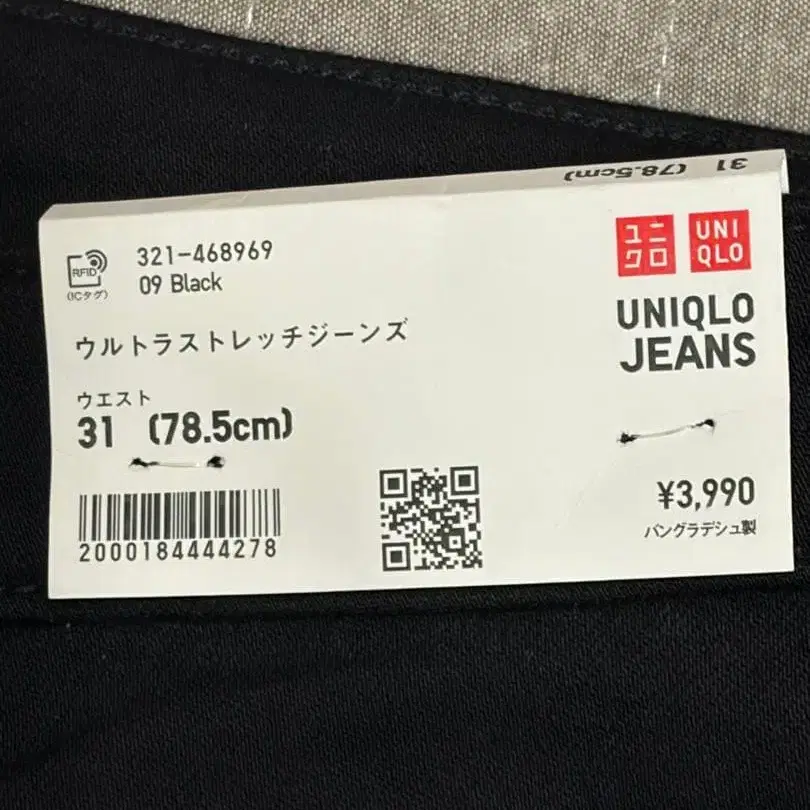 31 (78.5cm)
RFID
(ICタグ)
321-468969
09 Black
ユニクロ
UNIQLO
UNIQLO
JEANS
ウルトラストレッチジーンズ
ウエスト
31 (78.5cm)
2000184444278
¥3,990
バングラデシュ製